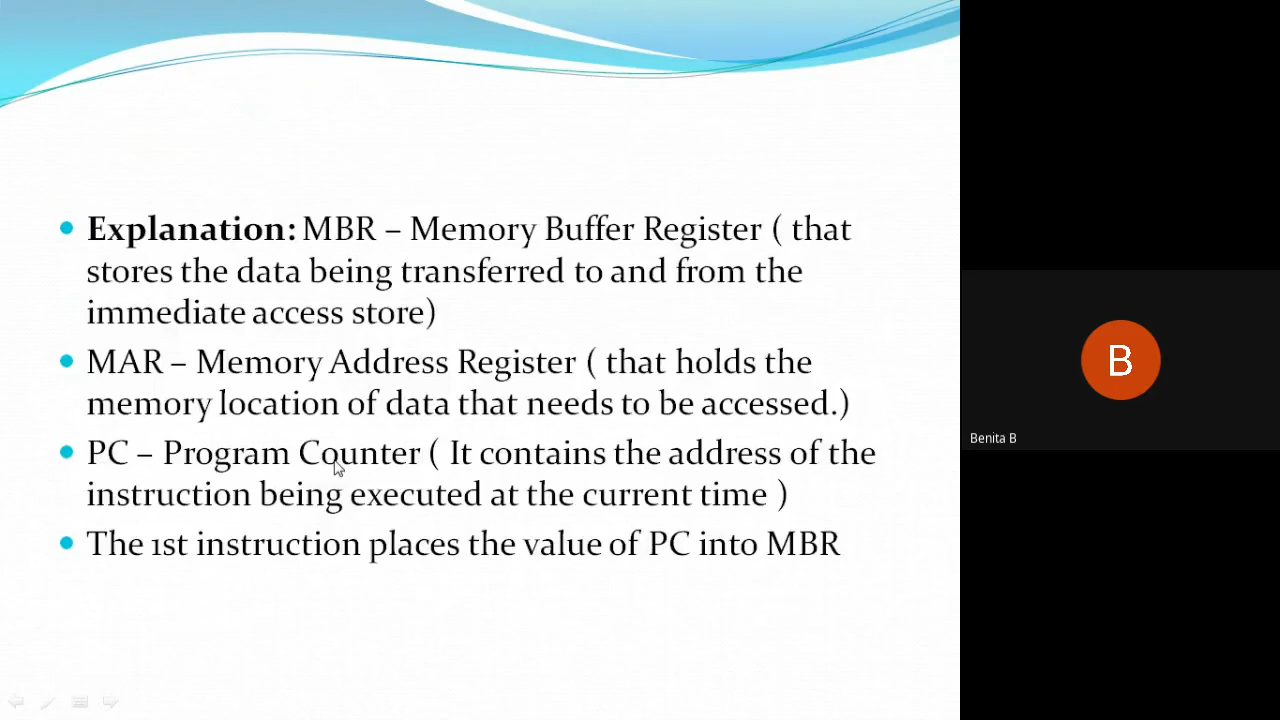 Explanation: MBR – Memory Buffer Register ( that
stores the data being transferred to and from the
immediate access store)
MAR – Memory Address Register ( that holds the
memory location of data that needs to be accessed.)
PC – Program Counter ( It contains the address of the
instruction being executed at the current time )
The 1st instruction places the value of PC into MBR
B
Benita B